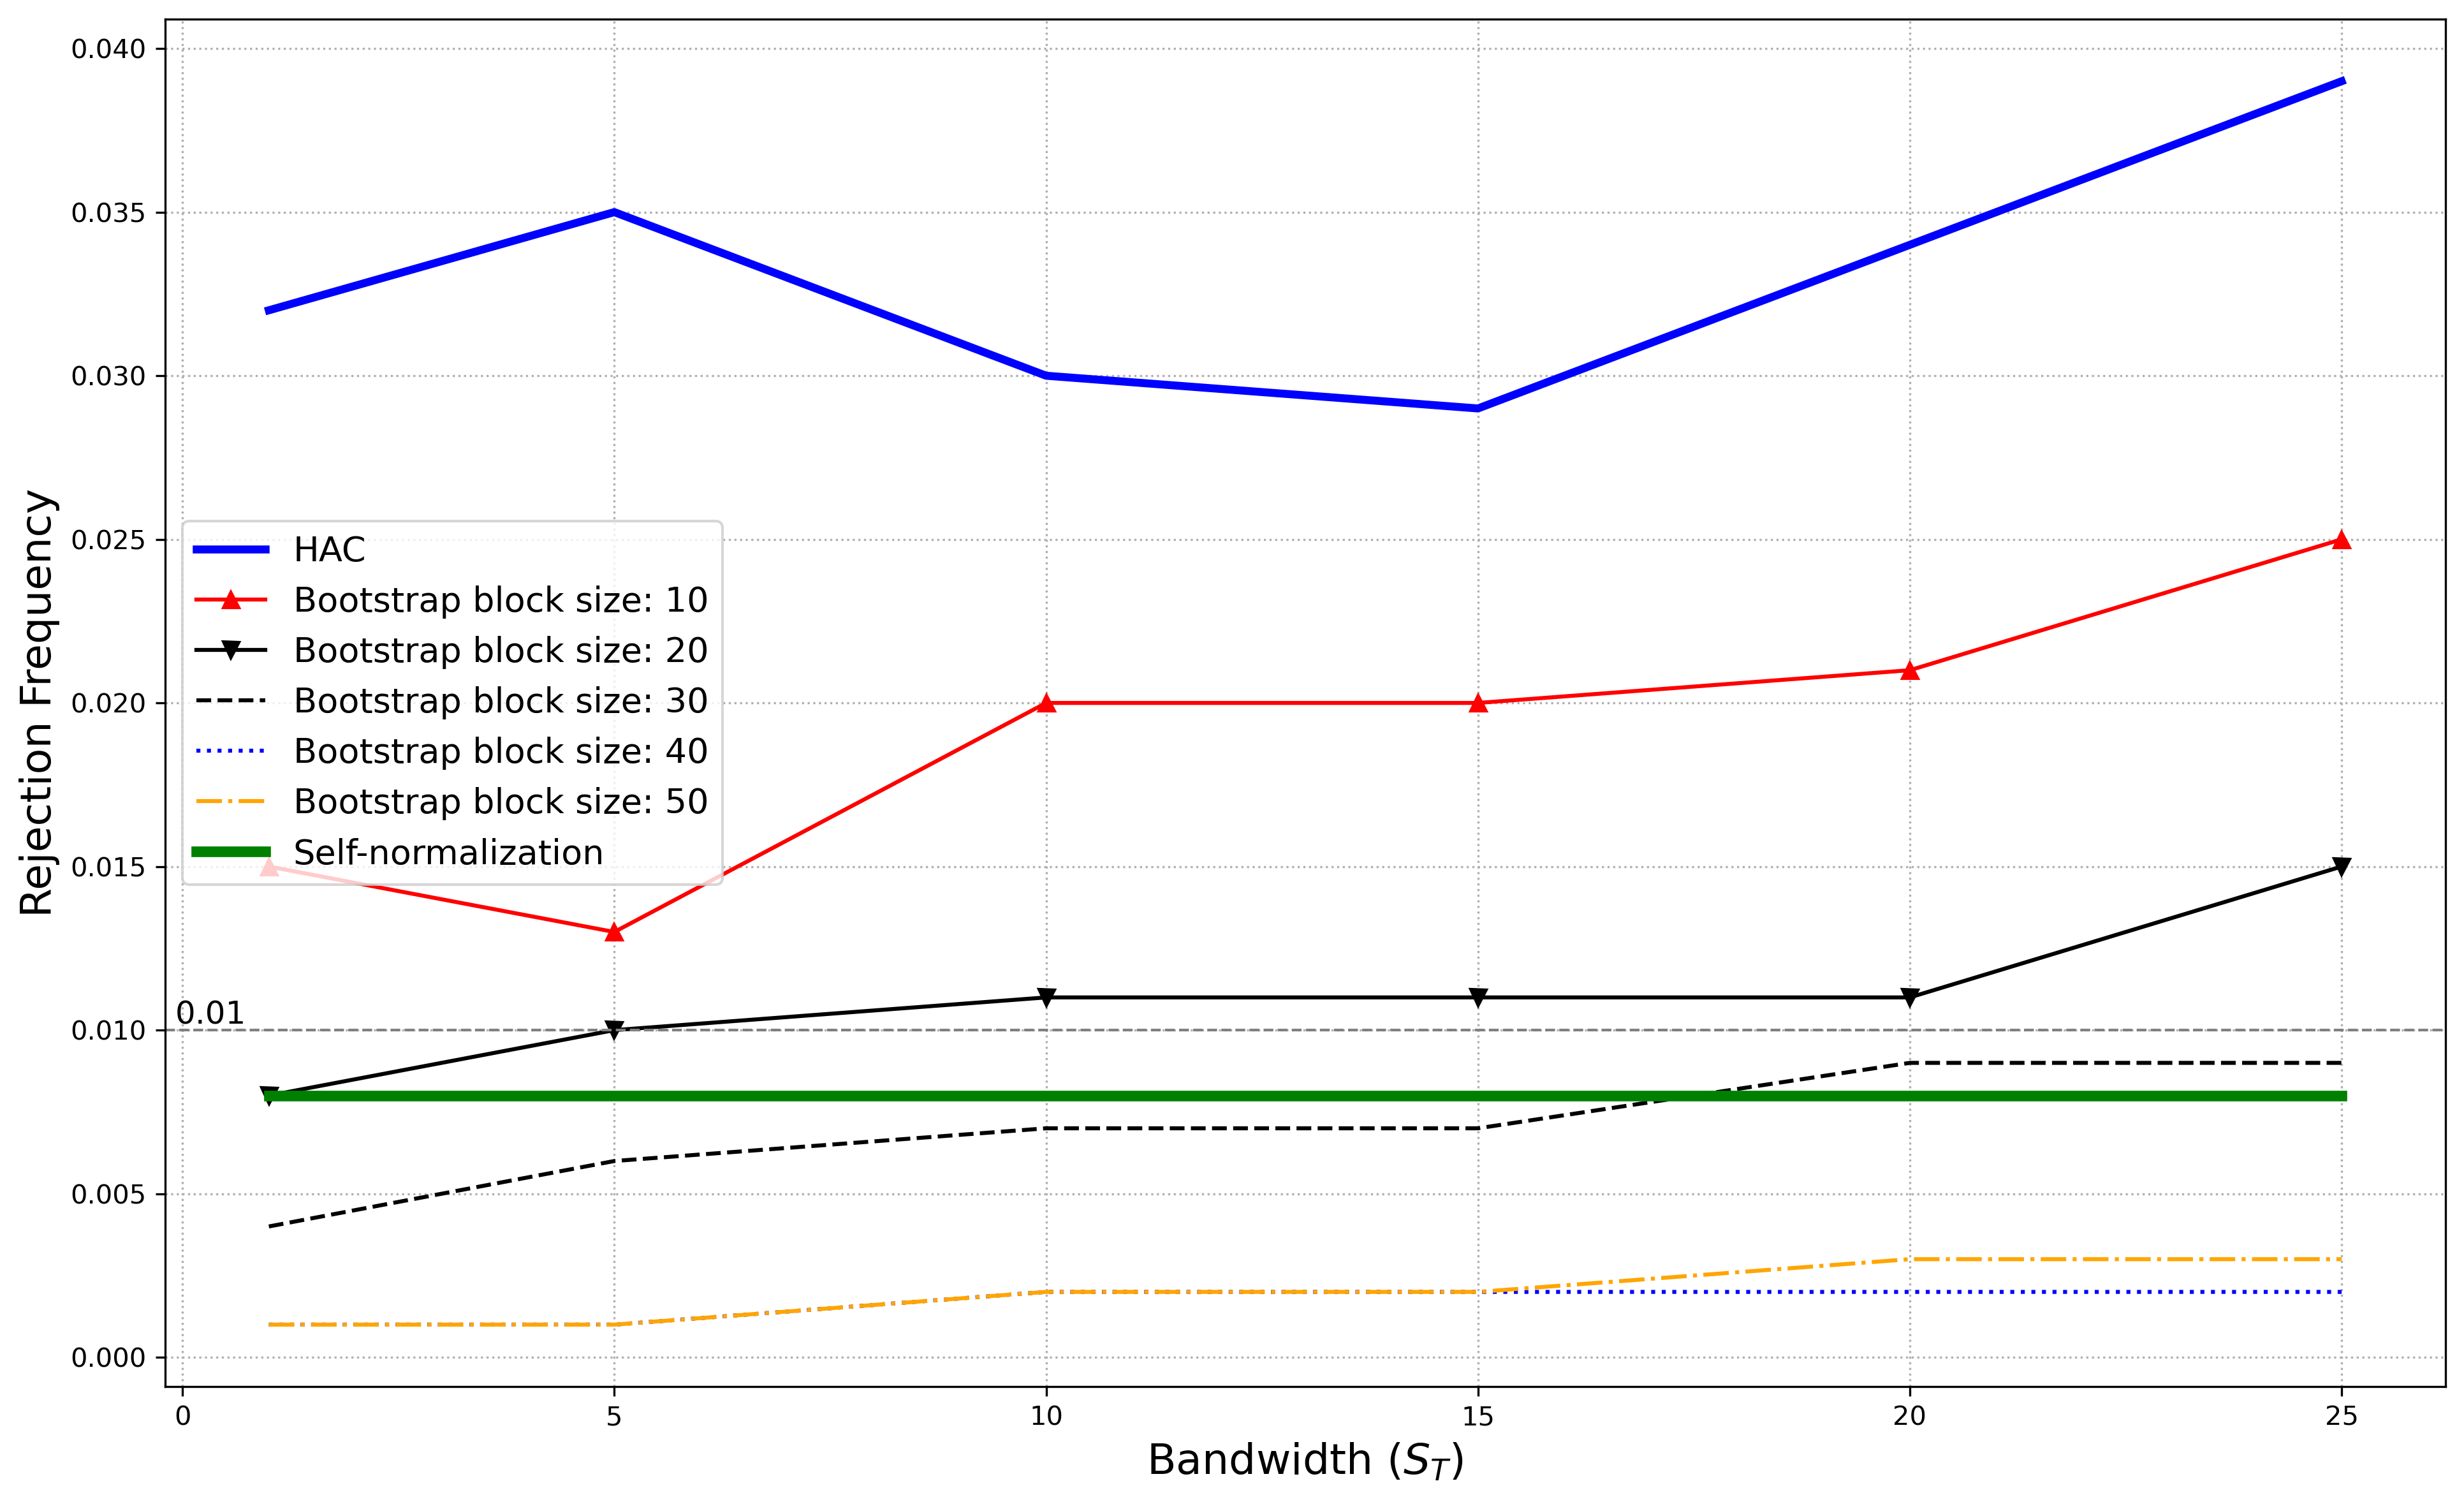 0.040
0.035
0.030
0.025
0.020
0.015
0.010
0.005
0.000
Rejection Frequency
HAC
Bootstrap block size: 10
Bootstrap block size: 20
Bootstrap block size: 30
Bootstrap block size: 40
Bootstrap block size: 50
Self-normalization
0.01
0 5 10 15 20 25
Bandwidth (S_T)